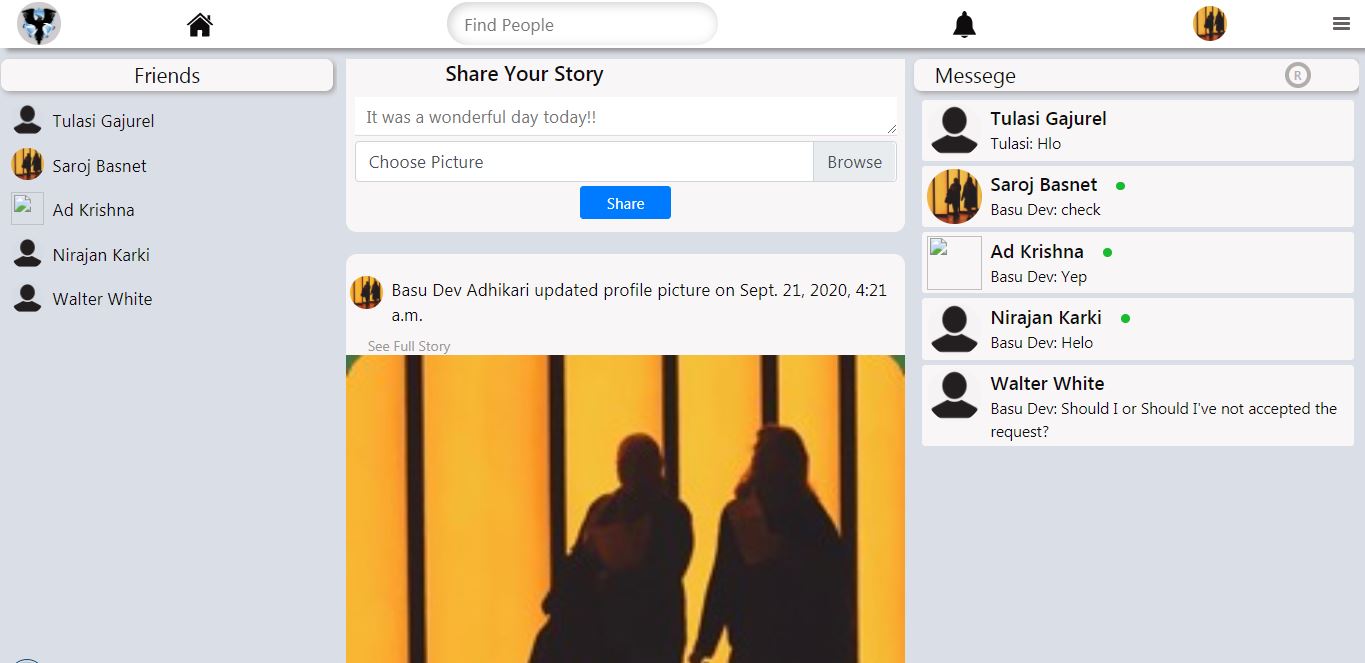 Find People
Friends
Tulasi Gajurel
Saroj Basnet
Ad Krishna
Nirajan Karki
Walter White
Share Your Story
It was a wonderful day today!!
Choose Picture Browse
Share
Basu Dev Adhikari updated profile picture on Sept. 21, 2020, 4:21
a.m.
See Full Story
Messege R
Tulasi Gajurel
Tulasi: Hlo
Saroj Basnet
Basu Dev: check
Ad Krishna
Basu Dev: Yep
Nirajan Karki
Basu Dev: Helo
Walter White
Basu Dev: Should I or Should I've not accepted the
request?